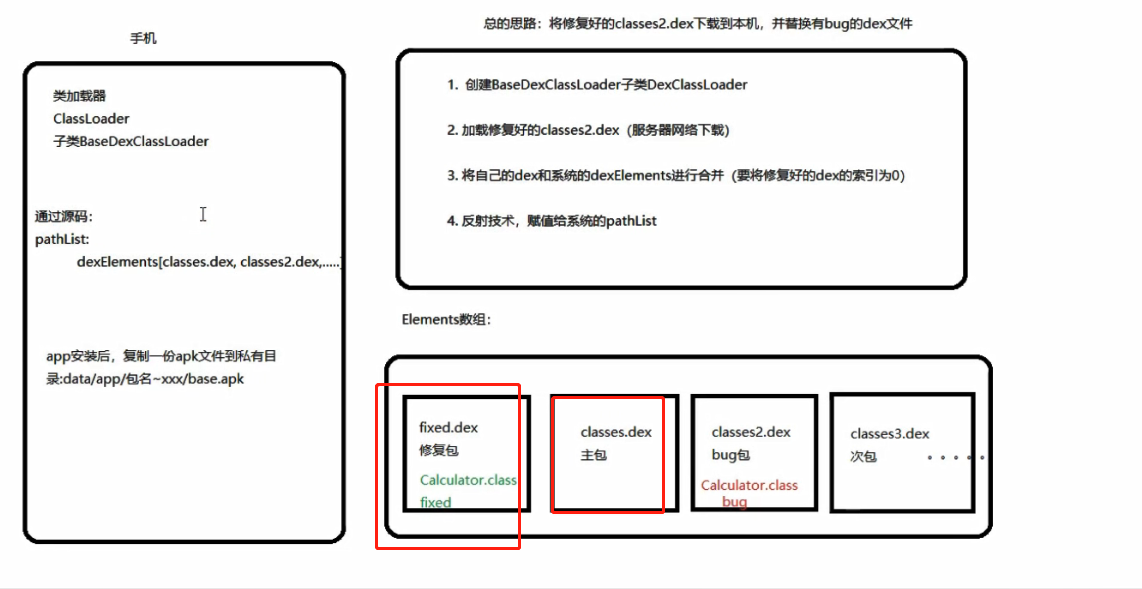 手机
类加载器
ClassLoader
子类BaseDexClassLoader
通过源码:
pathList:
dexElements[classes.dex, classes2.dex,.....]
app安装后，复制一份apk文件到私有目
录:data/app/包名~xxx/base.apk
总的思路：将修复好的classes2.dex下载到本机，并替换有bug的dex文件
1. 创建BaseDexClassLoader子类DexClassLoader
2. 加载修复好的classes2.dex（服务器网络下载）
3. 将自己的dex和系统的dexElements进行合并（要将修复好的dex的索引为0）
4. 反射技术，赋值给系统的pathList
Elements数组：
fixed.dex
修复包
Calculator.class
fixed
classes.dex
主包
classes2.dex
bug包
Calculator.class
bug
classes3.dex
次包
。。。。。